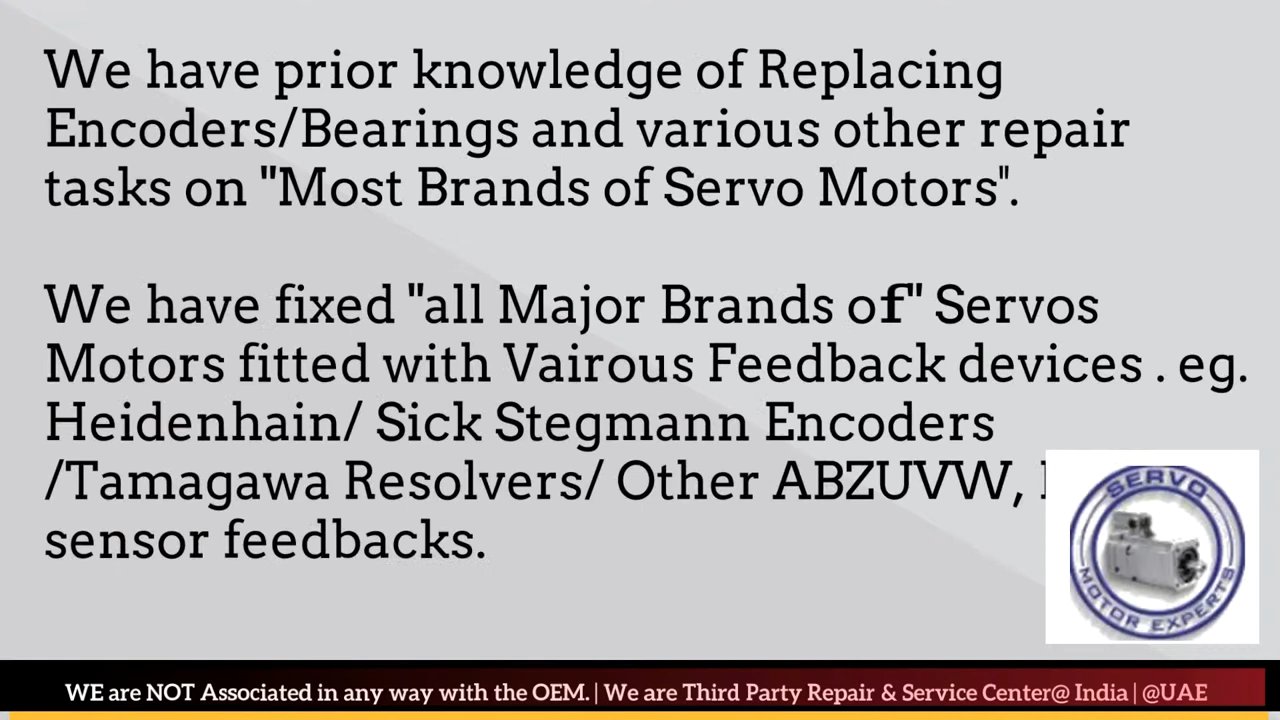 We have prior knowledge of Replacing
Encoders/Bearings and various other repair
tasks on "Most Brands of Servo Motors".
We have fixed "all Major Brands of" Servos
Motors fitted with Vairous Feedback devices . eg.
Heidenhain/ Sick Stegmann Encoders
/Tamagawa Resolvers/ Other ABZUVW,
sensor feedbacks.
SERVO
MOTOR EXPERTS
WE are NOT Associated in any way with the OEM. | We are Third Party Repair & Service Center@ India | @UAE